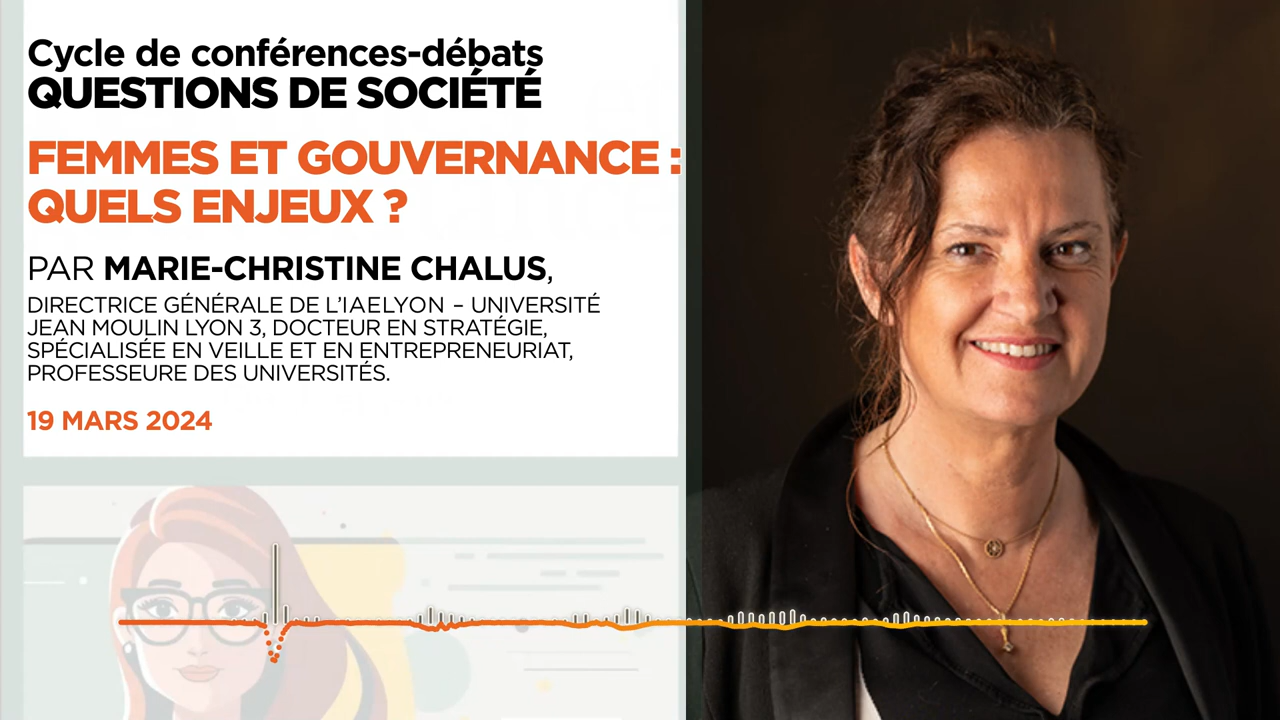 Cycle de conférences-débats
QUESTIONS DE SOCIÉTÉ
FEMMES ET GOUVERNANCE :
QUELS ENJEUX ?
PAR MARIE-CHRISTINE CHALUS,
DIRECTRICE GÉNÉRALE DE L'IAELYON – UNIVERSITÉ
JEAN MOULIN LYON 3, DOCTEUR EN STRATÉGIE,
SPÉCIALISÉE EN VEILLE ET EN ENTREPRENEURIAT,
PROFESSEURE DES UNIVERSITÉS.
19 MARS 2024